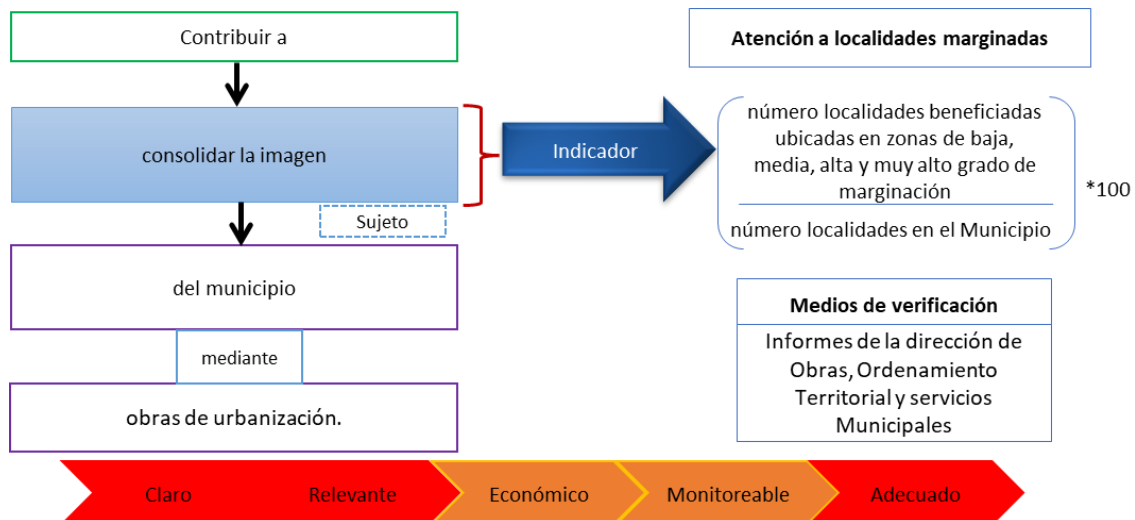 Contribuir a
consolidar la imagen
Sujeto
del municipio
mediante
obras de urbanización.
Indicador
Atención a localidades marginadas
número localidades beneficiadas
ubicadas en zonas de baja,
media, alta y muy alto grado de
marginación
número localidades en el Municipio
*100
Medios de verificación
Informes de la dirección de
Obras, Ordenamiento
Territorial y servicios
Municipales
Claro Relevante Económico Monitoreable Adecuado